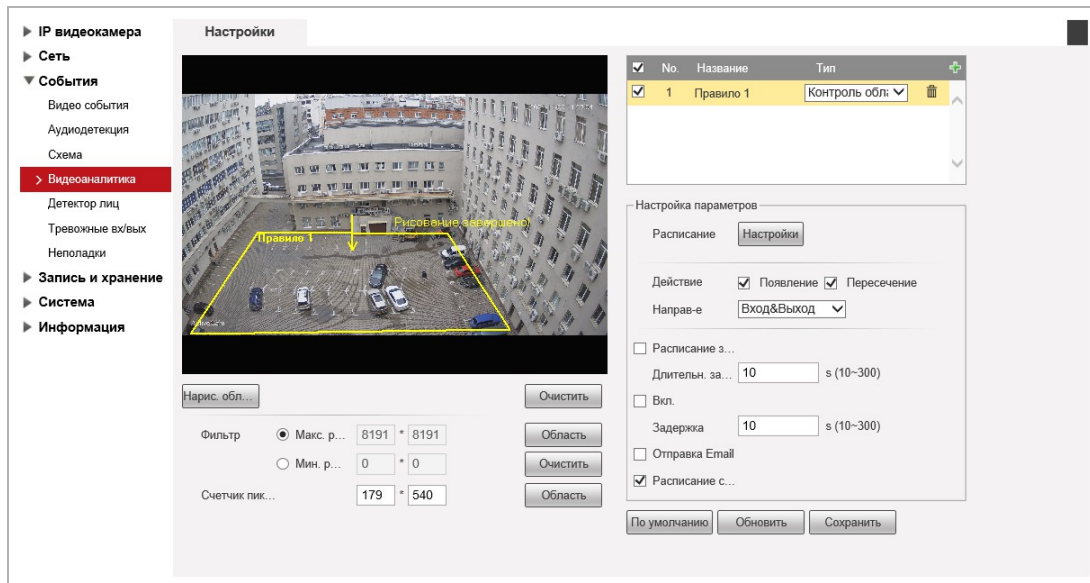 IP видеокамера
Сеть
События
Видео события
Аудиодетекция
Схема
Видеоаналитика
Детектор лиц
Тревожные вх/вых
Неполадки
Запись и хранение
Система
Информация
Настройки
Рисование завершено!
Правило 1
Нарис. обл...
Очистить
Фильтр Макс. р... 8191 * 8191 Область
Мин. р... 0 * 0 Очистить
Счетчик пик... 179 * 540 Область
No. Название Тип
1 Правило 1 Контроль обла
Настройка параметров
Расписание Настройки
Действие Появление Пересечение
Направ-е Вход&Выход
Расписание з...
Длительн. за... 10 s (10~300)
Вкл.
Задержка 10 s (10~300)
Отправка Email
Расписание с...
По умолчанию Обновить Сохранить